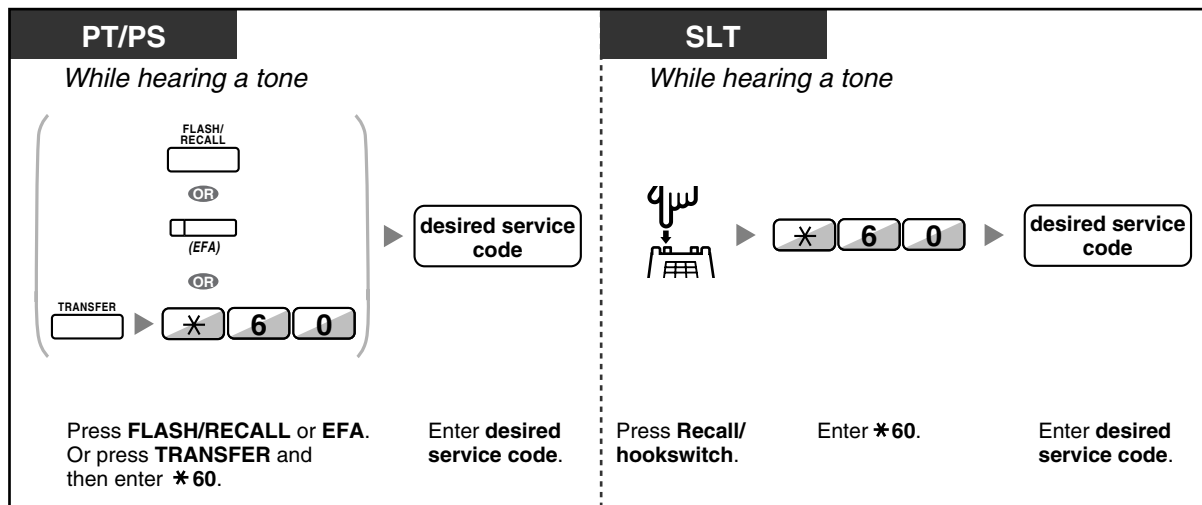 PT/PS
While hearing a tone
FLASH/
RECALL
OR
(EFA)
OR
TRANSFER
* 6 0
desired service
code
Press FLASH/RECALL or EFA.
Or press TRANSFER and
then enter *60.
Enter desired
service code.
SLT
While hearing a tone
* 6 0
desired service
code
Press Recall/
hookswitch.
Enter *60.
Enter desired
service code.